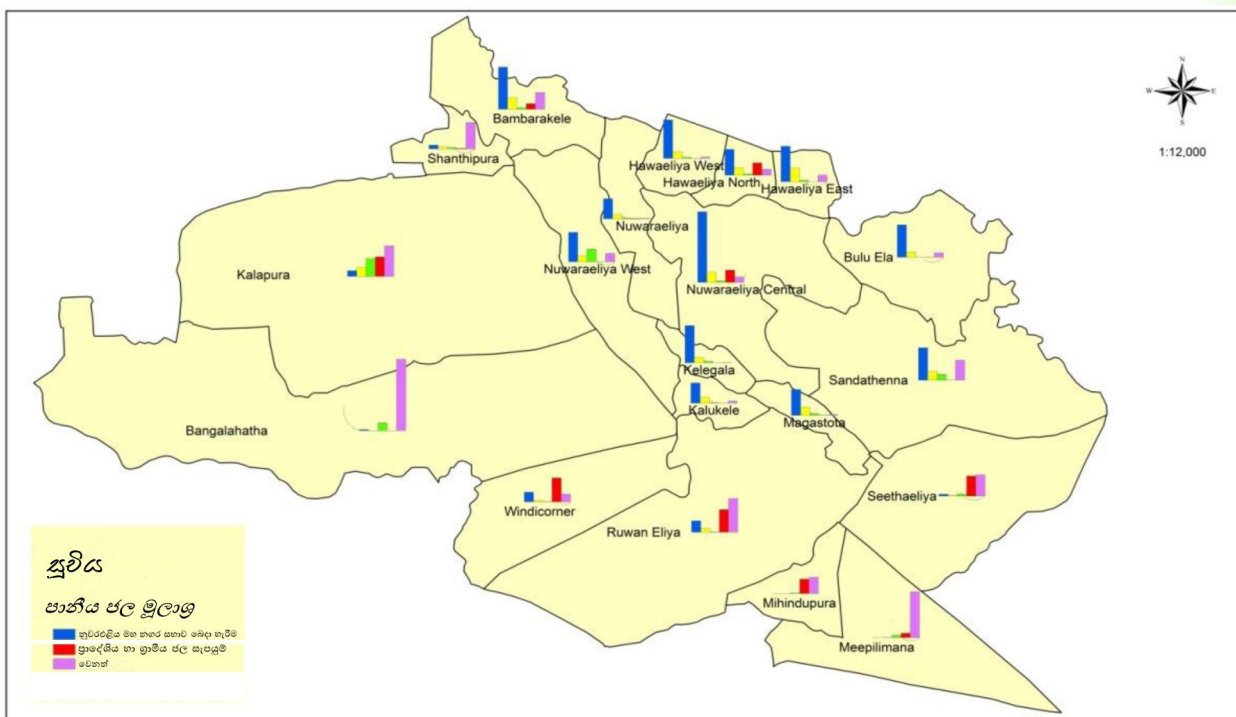 N
W E
S
1:12,000
Bambarakele
Shanthipura
Hawaeliya West
Hawaeliya North
Hawaeliya East
Nuwaraeliya
Nuwaraeliya West
Bulu Ela
Kalapura
Nuwaraeliya Central
Kelegala
Sandathenna
Kalukele
Magastota
Bangalahatha
Seethaeliya
Windicorner
Ruwan Eliya
Mihindupura
Meepilimana
සූචිය
පානීය ජල මූලාශ්‍ර
නුවරඑළිය මහ නගර සභාව බෙදා හැරීම
ප්‍රාදේශීය හා ග්‍රාමීය ජල සැපයුම්
වෙනත්